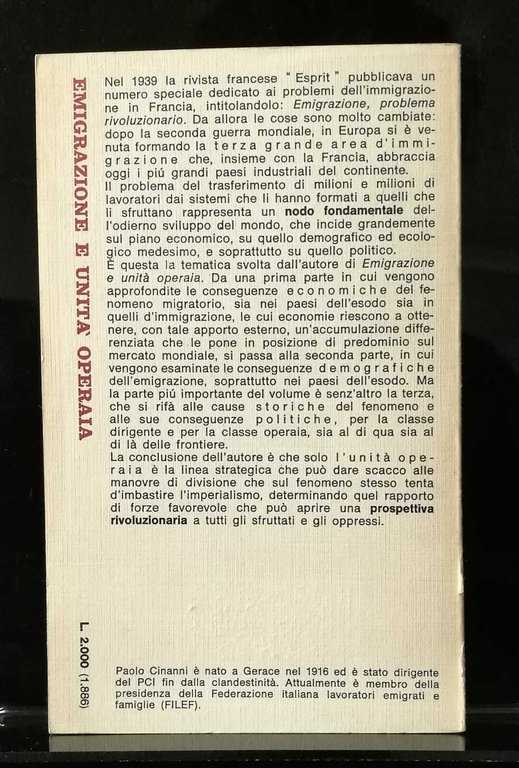 EMIGRAZIONE E UNITA' OPERAIA
L. 2.000 (1.886)
Nel 1939 la rivista francese "Esprit" pubblicava un
numero speciale dedicato ai problemi dell'immigrazio-
ne in Francia, intitolandolo: Emigrazione, problema
rivoluzionario. Da allora le cose sono molto cambiate:
dopo la seconda guerra mondiale, in Europa si è ve-
nuta formando la terza grande area d'immi-
grazione che, insieme con la Francia, abbraccia
oggi i piú grandi paesi industriali del continente.
Il problema del trasferimento di milioni e milioni di
lavoratori dai sistemi che li hanno formati a quelli che
li sfruttano rappresenta un nodo fondamentale del-
l'odierno sviluppo del mondo, che incide grandemente
sul piano economico, su quello demografico ed ecolo-
gico medesimo, e soprattutto su quello politico.
È questa la tematica svolta dall'autore di Emigrazione
e unità operaia. Da una prima parte in cui vengono
approfondite le conseguenze economiche del fe-
nomeno migratorio, sia nei paesi dell'esodo sia in
quelli d'immigrazione, le cui economie riescono a otte-
nere, con tale apporto esterno, un'accumulazione diffe-
renziata che le pone in posizione di predominio sul
mercato mondiale, si passa alla seconda parte, in cui
vengono esaminate le conseguenze demografiche
dell'emigrazione, soprattutto nei paesi dell'esodo. Ma
la parte piú importante del volume è senz'altro la terza,
che si rifà alle cause storiche del fenomeno e
alle sue conseguenze politiche, per la classe
dirigente e per la classe operaia, sia al di qua sia al
di là delle frontiere.
La conclusione dell'autore è che solo l'unità ope-
raia è la linea strategica che può dare scacco alle
manovre di divisione che sul fenomeno stesso tenta
d'imbastire l'imperialismo, determinando quel rapporto
di forze favorevole che può aprire una prospettiva
rivoluzionaria a tutti gli sfruttati e gli oppressi.
Paolo Cinanni è nato a Gerace nel 1916 ed è stato dirigente
del PCI fin dalla clandestinità. Attualmente è membro della
presidenza della Federazione italiana lavoratori emigrati e
famiglie (FILEF).